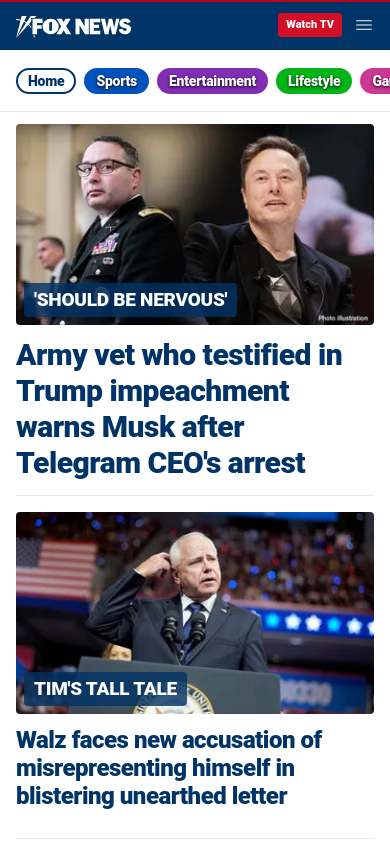 FOX NEWS
Watch TV
Home
Sports
Entertainment
Lifestyle
'SHOULD BE NERVOUS'
Photo illustration
Army vet who testified in
Trump impeachment
warns Musk after
Telegram CEO's arrest
TIM'S TALL TALE
0330
Walz faces new accusation of
misrepresenting himself in
blistering unearthed letter